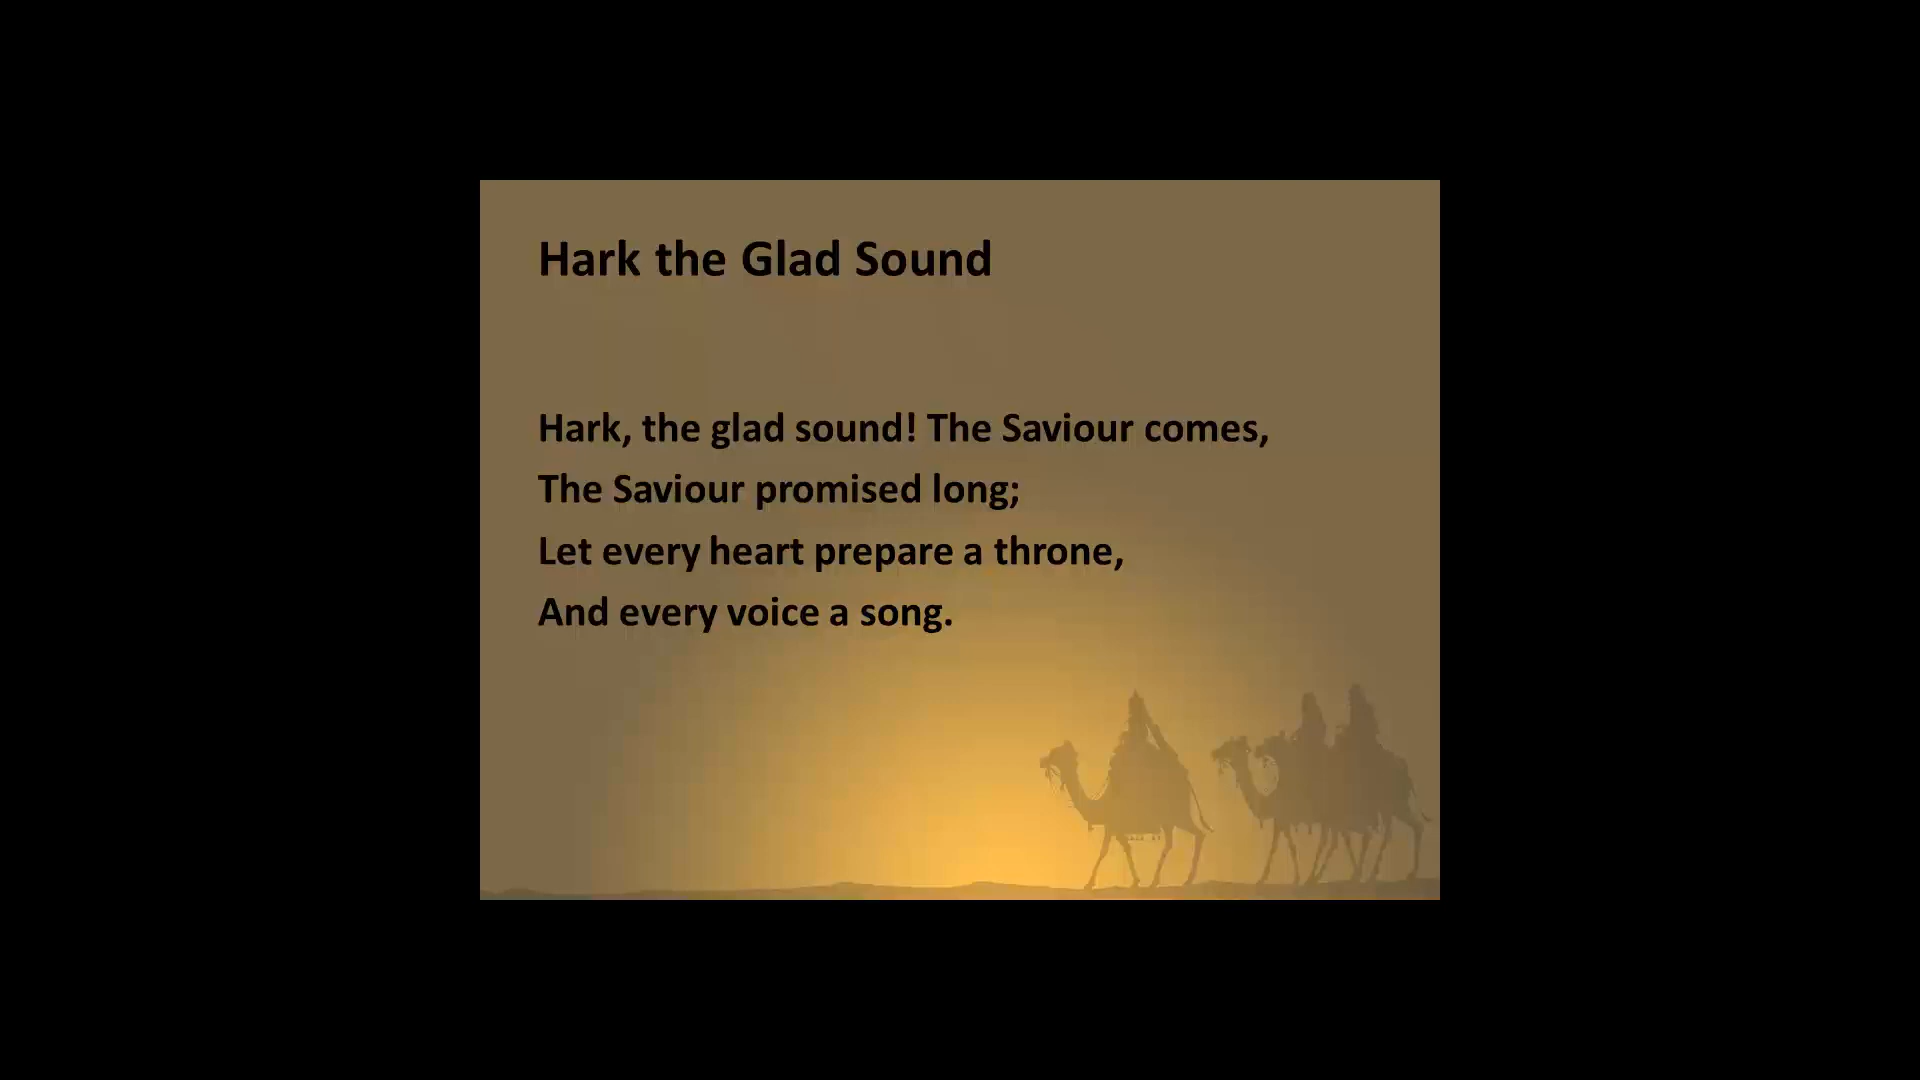 Hark the Glad Sound
Hark, the glad sound! The Saviour comes,
The Saviour promised long;
Let every heart prepare a throne,
And every voice a song.